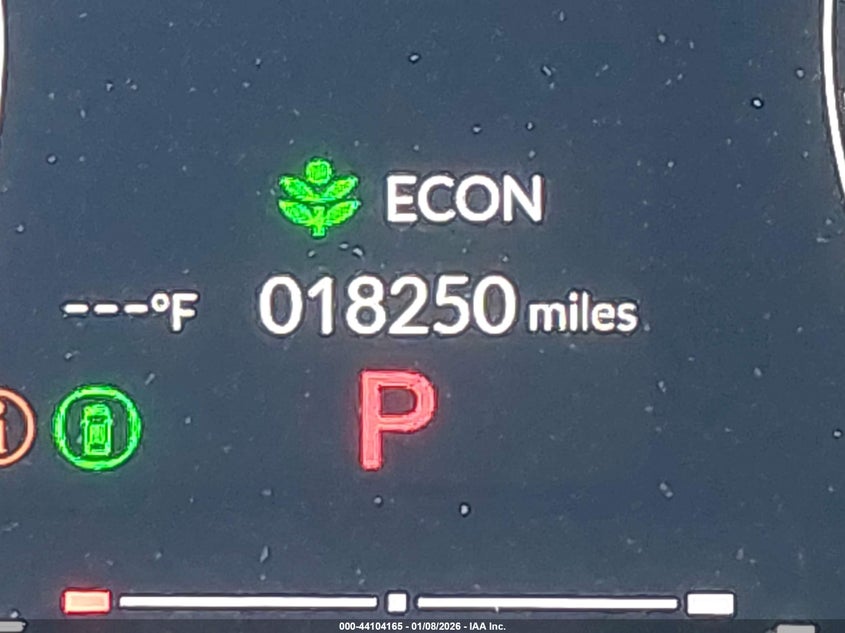 ECON
---°F 018250 miles
i P
000-44104165 - 01/08/2026 - IAA Inc.